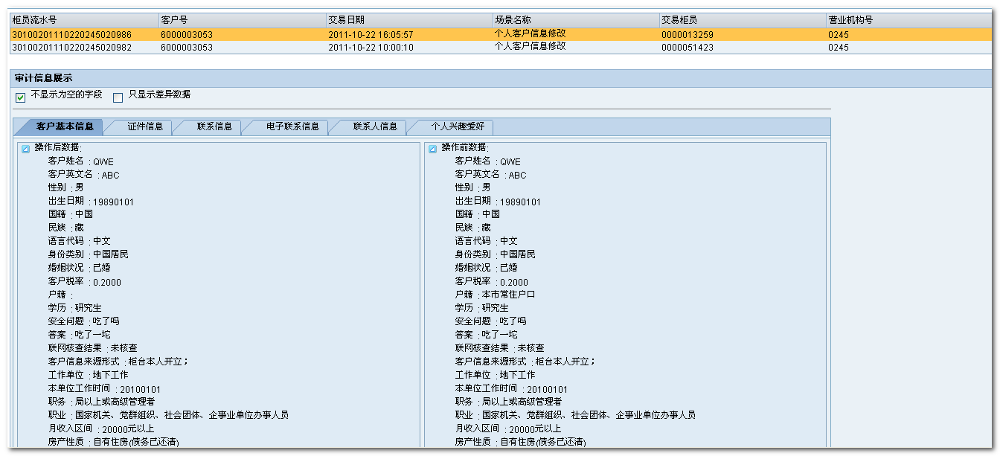 柜员流水号 客户号 交易日期 场景名称 交易柜员 营业机构号
30100201110220245020986 6000003053 2011-10-22 16:05:57 个人客户信息修改 0000013259 0245
30100201110220245020982 6000003053 2011-10-22 10:00:10 个人客户信息修改 0000051423 0245
审计信息展示
不显示为空的字段 只显示差异数据
客户基本信息 证件信息 联系信息 电子联系信息 联系人信息 个人兴趣爱好
操作后数据:
客户姓名 : QWE
客户英文名 : ABC
性别 : 男
出生日期 : 19890101
国籍 : 中国
民族 : 藏
语言代码 : 中文
身份类别 : 中国居民
婚姻状况 : 已婚
客户税率 : 0.2000
户籍 :
学历 : 研究生
安全问题 : 吃了吗
答案 : 吃了一坨
联网核查结果 : 未核查
客户信息来源形式 : 柜台本人开立;
工作单位 : 地下工作
本单位工作时间 : 20100101
职务 : 局以上或高级管理者
职业 : 国家机关、党群组织、社会团体、企事业单位办事人员
月收入区间 : 20000元以上
房产性质 : 自有住房(债务已还清)
操作前数据:
客户姓名 : QWE
客户英文名 : ABC
性别 : 男
出生日期 : 19890101
国籍 : 中国
民族 : 藏
语言代码 : 中文
身份类别 : 中国居民
婚姻状况 : 已婚
客户税率 : 0.2000
户籍 : 本市常住户口
学历 : 研究生
安全问题 : 吃了吗
答案 : 吃了一坨
联网核查结果 : 未核查
客户信息来源形式 : 柜台本人开立;
工作单位 : 地下工作
本单位工作时间 : 20100101
职务 : 局以上或高级管理者
职业 : 国家机关、党群组织、社会团体、企事业单位办事人员
月收入区间 : 20000元以上
房产性质 : 自有住房(债务已还清)